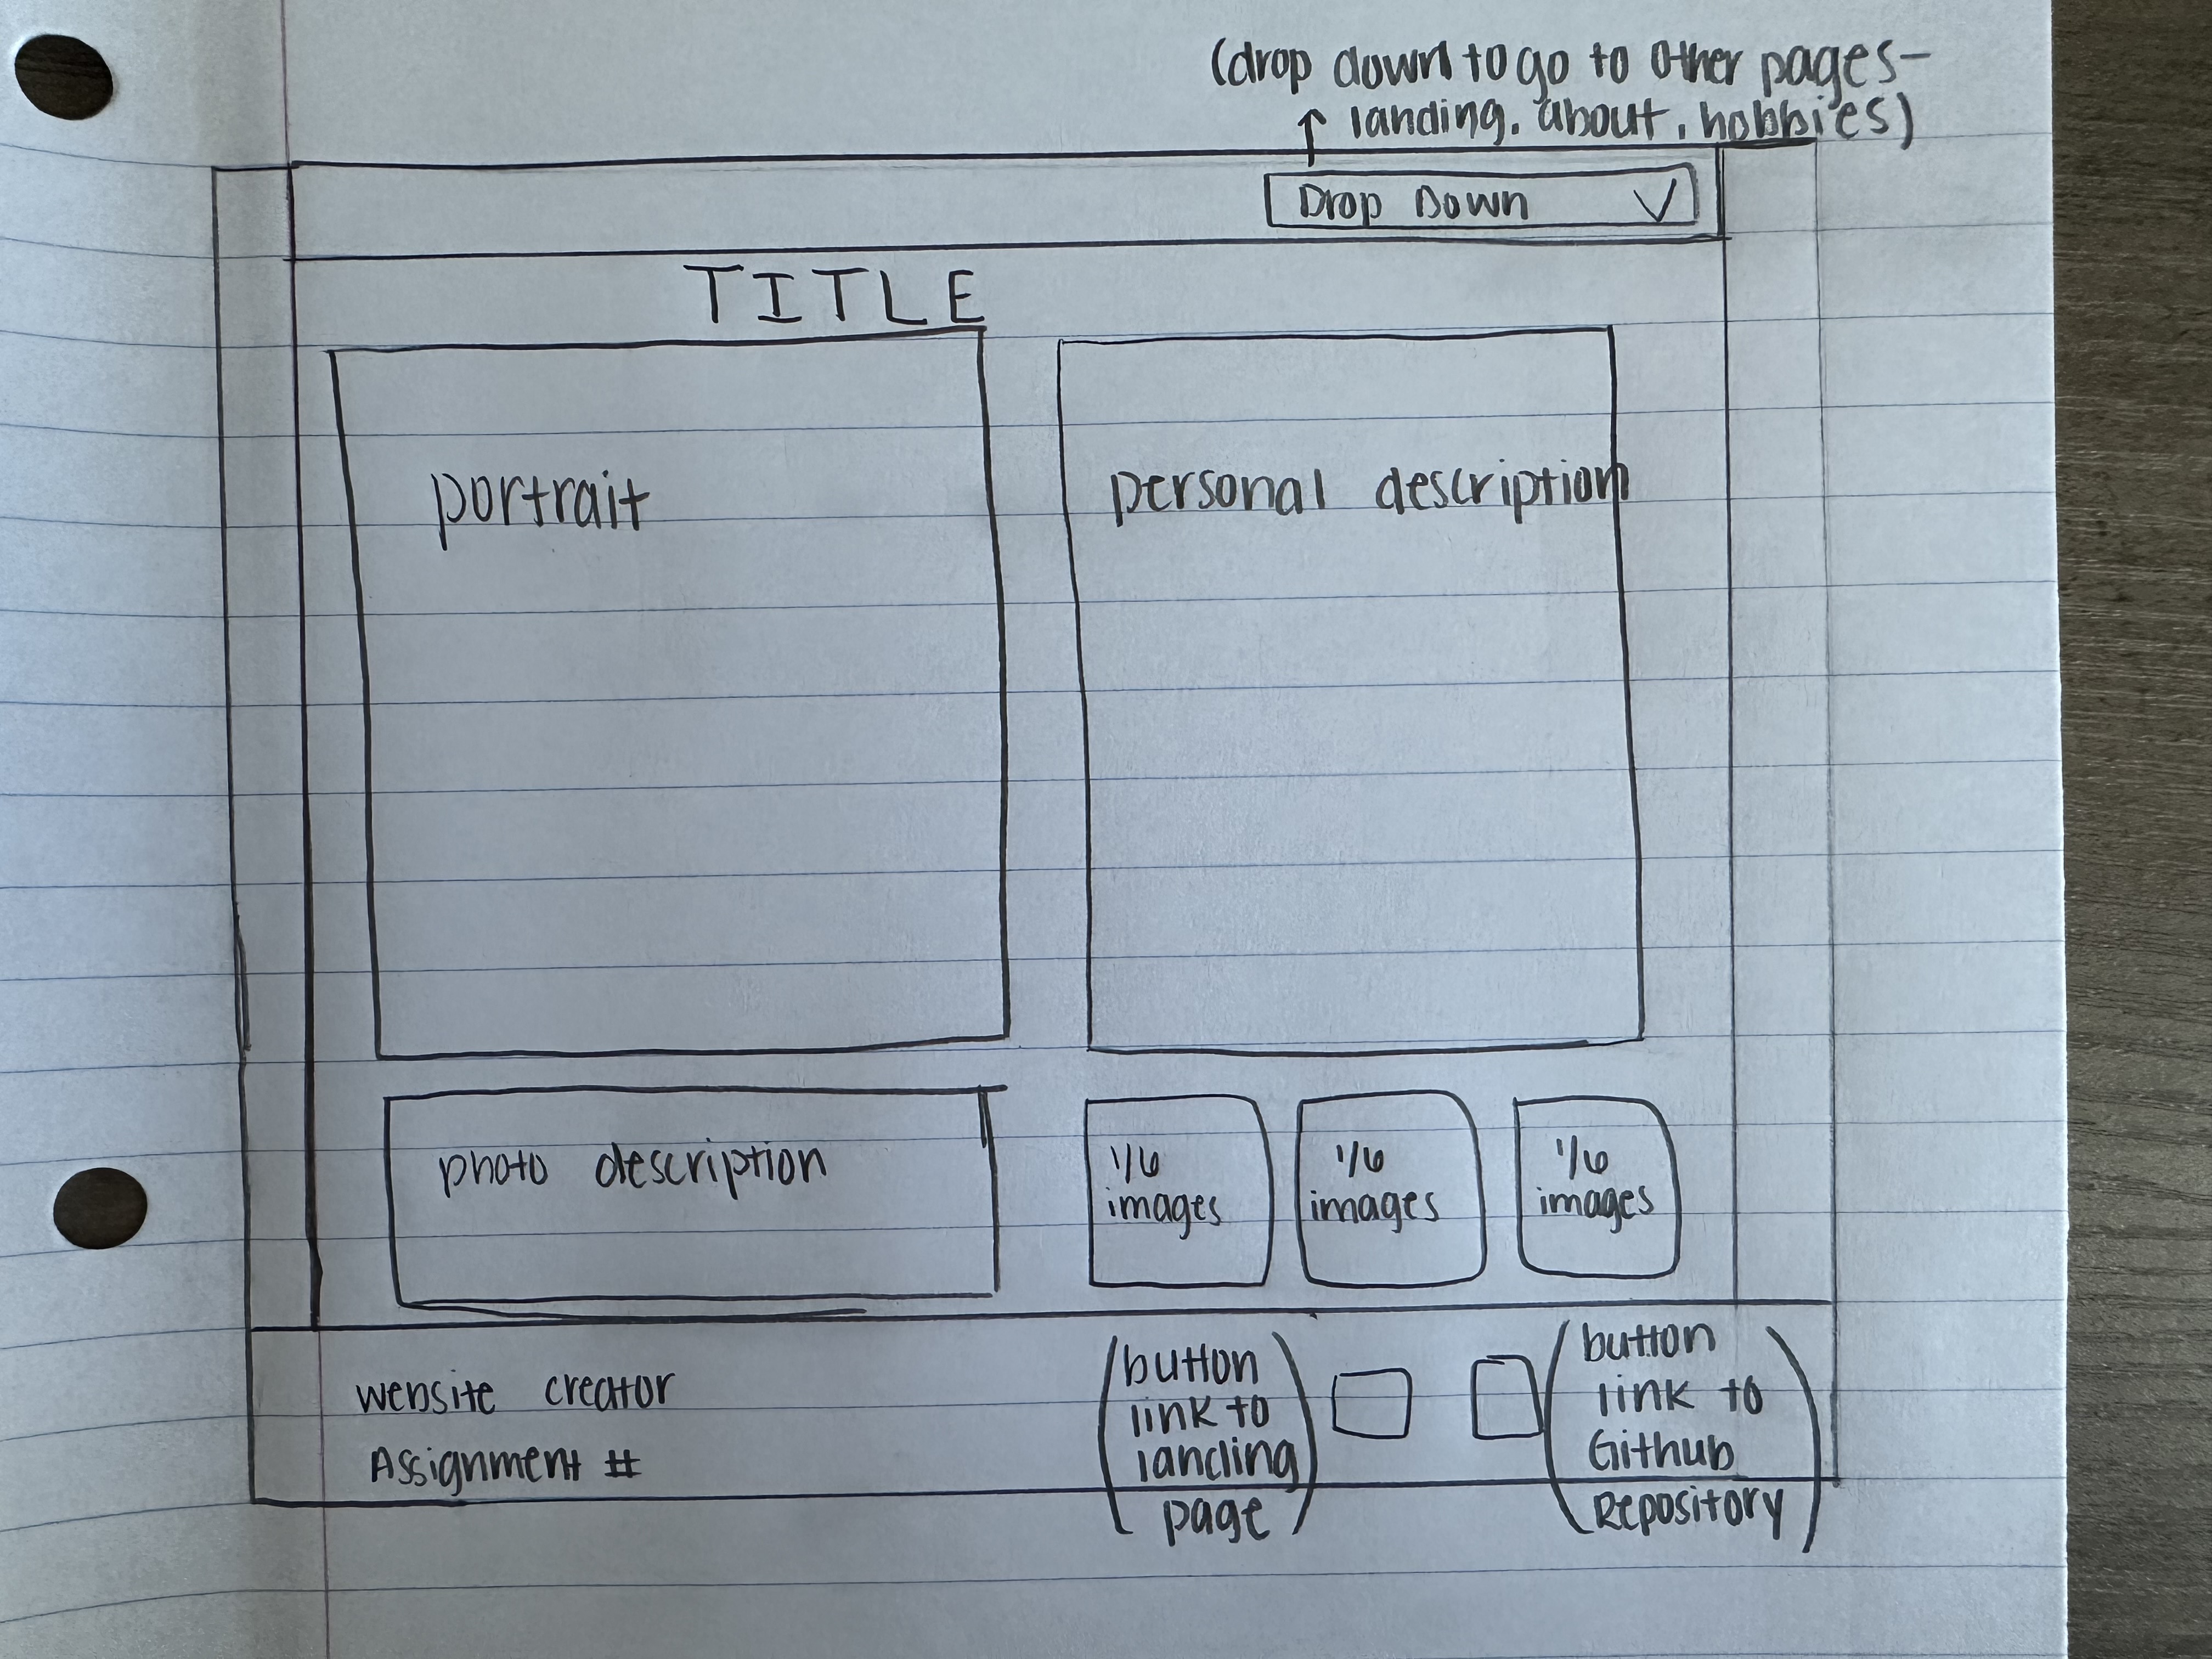 (drop down to go to other pages-
↑ landing. about. hobbies)
Drop Down V
TITLE
portrait
personal description
photo description
1/6
images
1/6
images
1/6
images
website creator
Assignment #
(button
link to
landing
page)
(button
link to
Github
Repository)